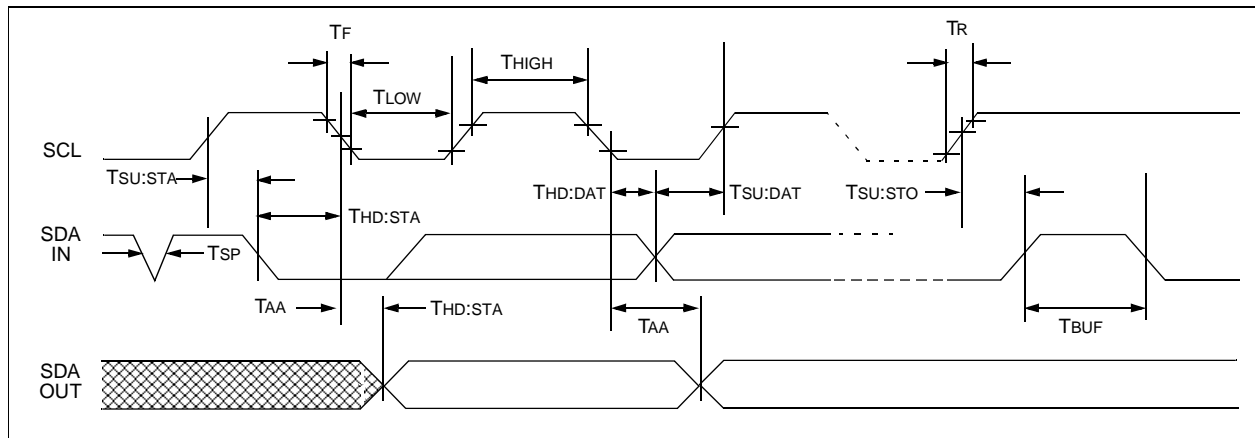 TF
TR
THIGH
TLOW
SCL
TSU:STA
THD:DAT
TSU:DAT
TSU:STO
THD:STA
SDA
IN
TSP
TAA
THD:STA
TAA
TBUF
SDA
OUT